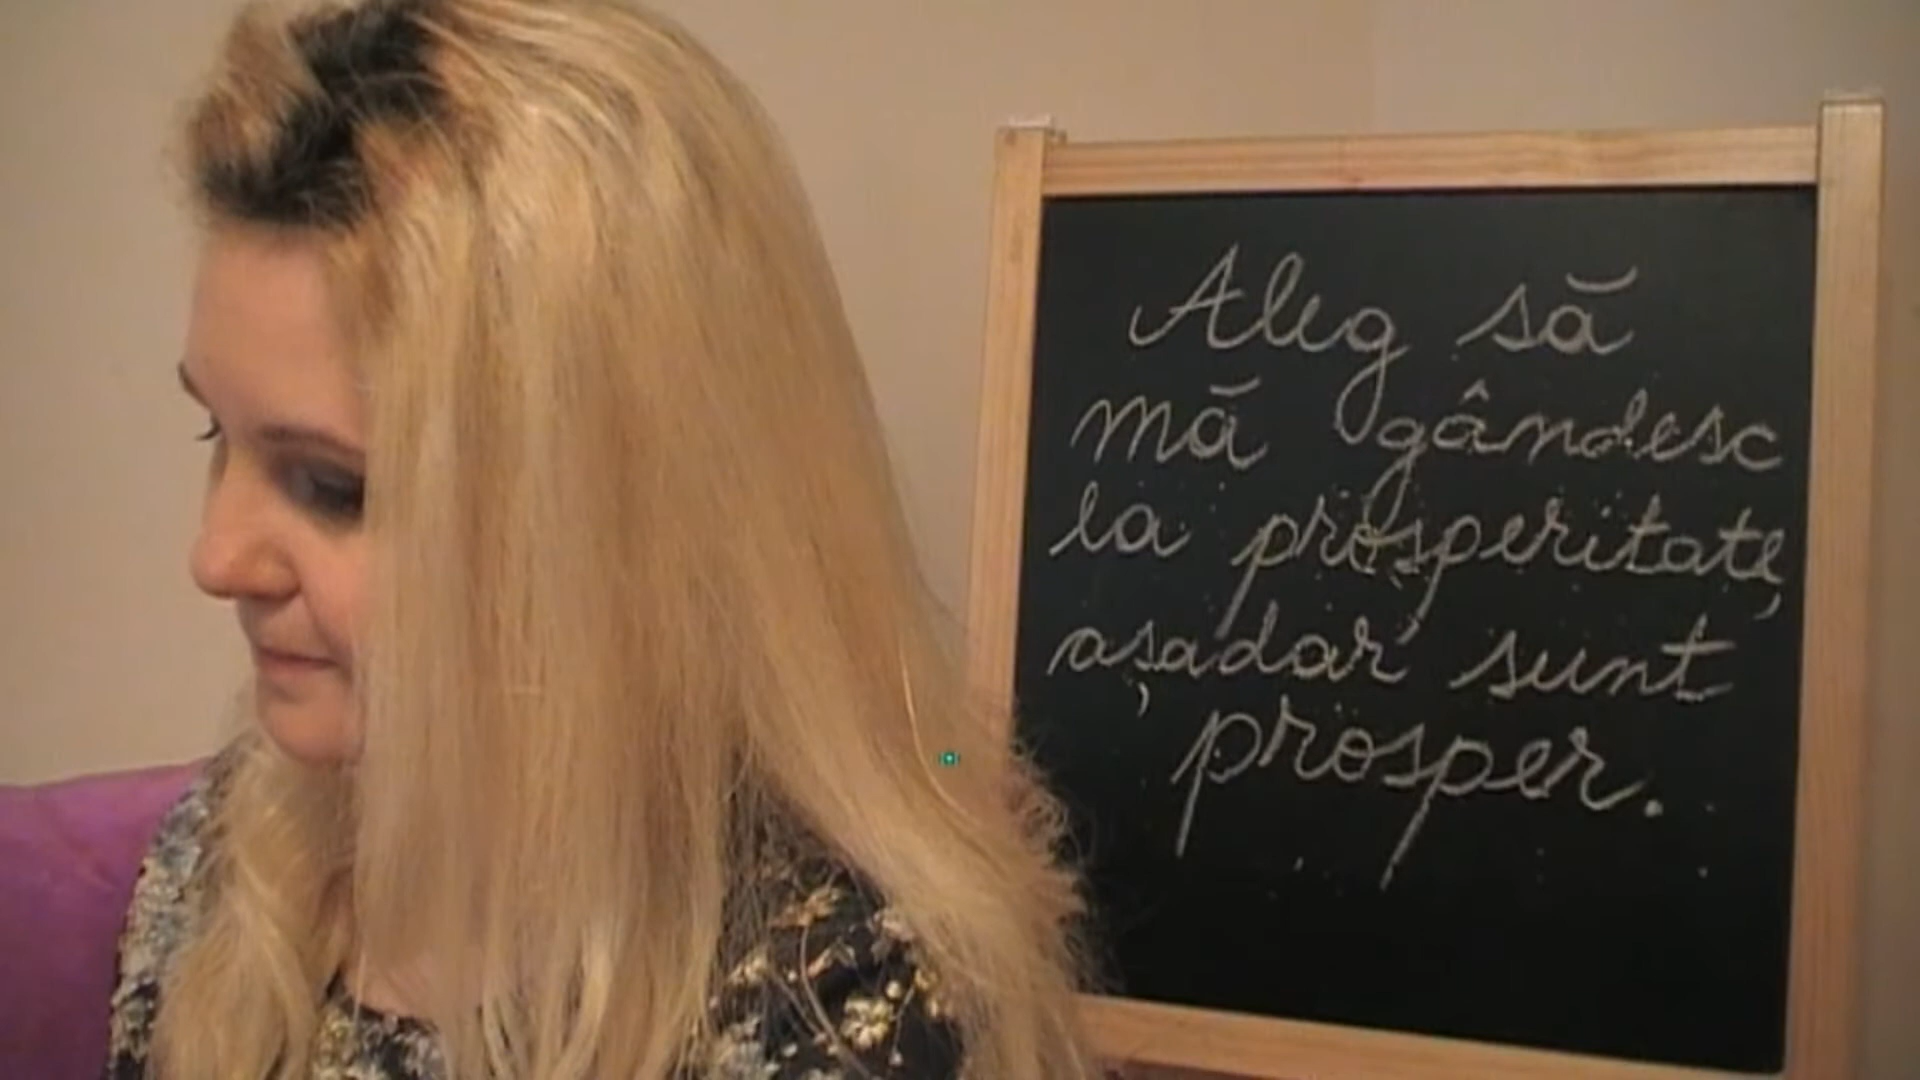 Aleg să
mă gândesc
la prosperitate,
așadar sunt
prosper.